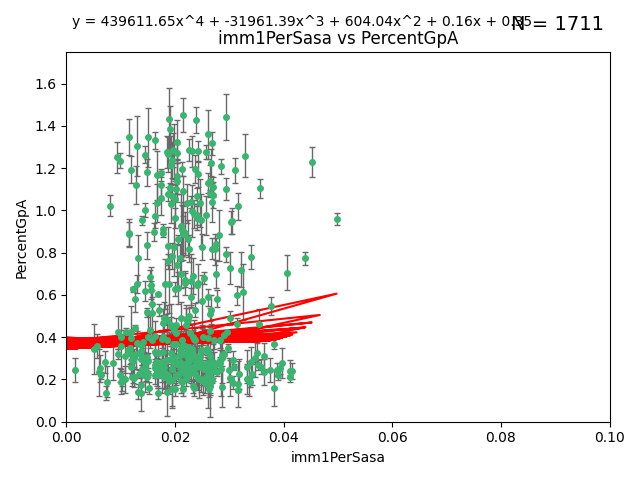 y = 439611.65x^4 + -31961.39x^3 + 604.04x^2 + 0.16x + 0.35
N = 1711
imm1PerSasa vs PercentGpA
PercentGpA
1.6
1.4
1.2
1.0
0.8
0.6
0.4
0.2
0.0
0.00 0.02 0.04 0.06 0.08 0.10
imm1PerSasa